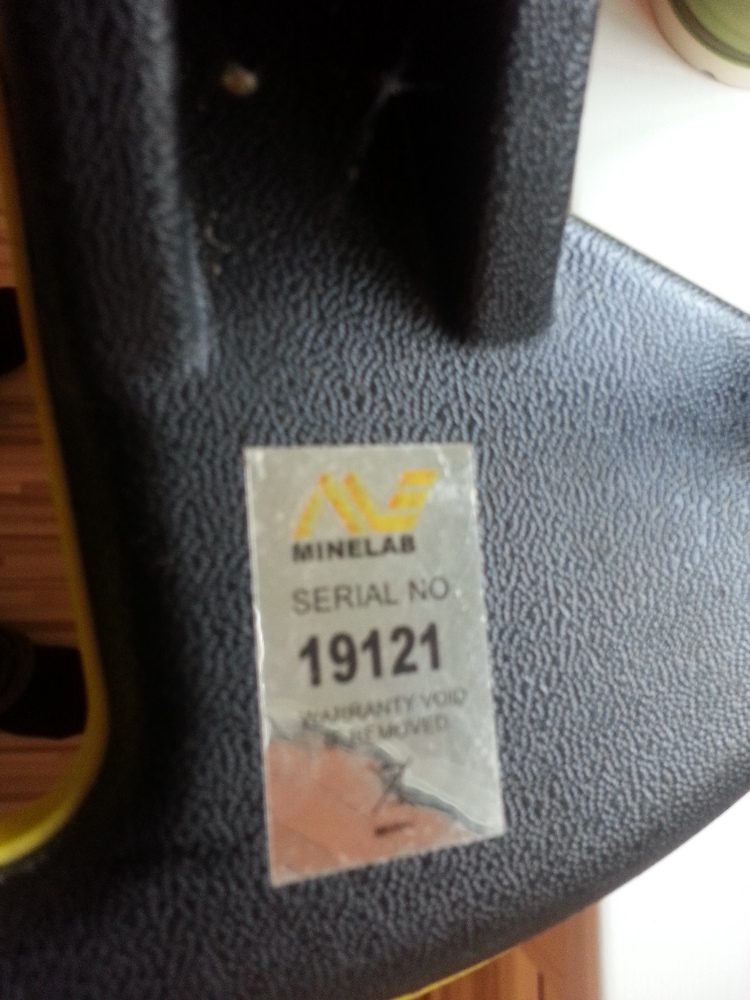 MINELAB
SERIAL NO.
19121
WARRANTY VOID
IF REMOVED